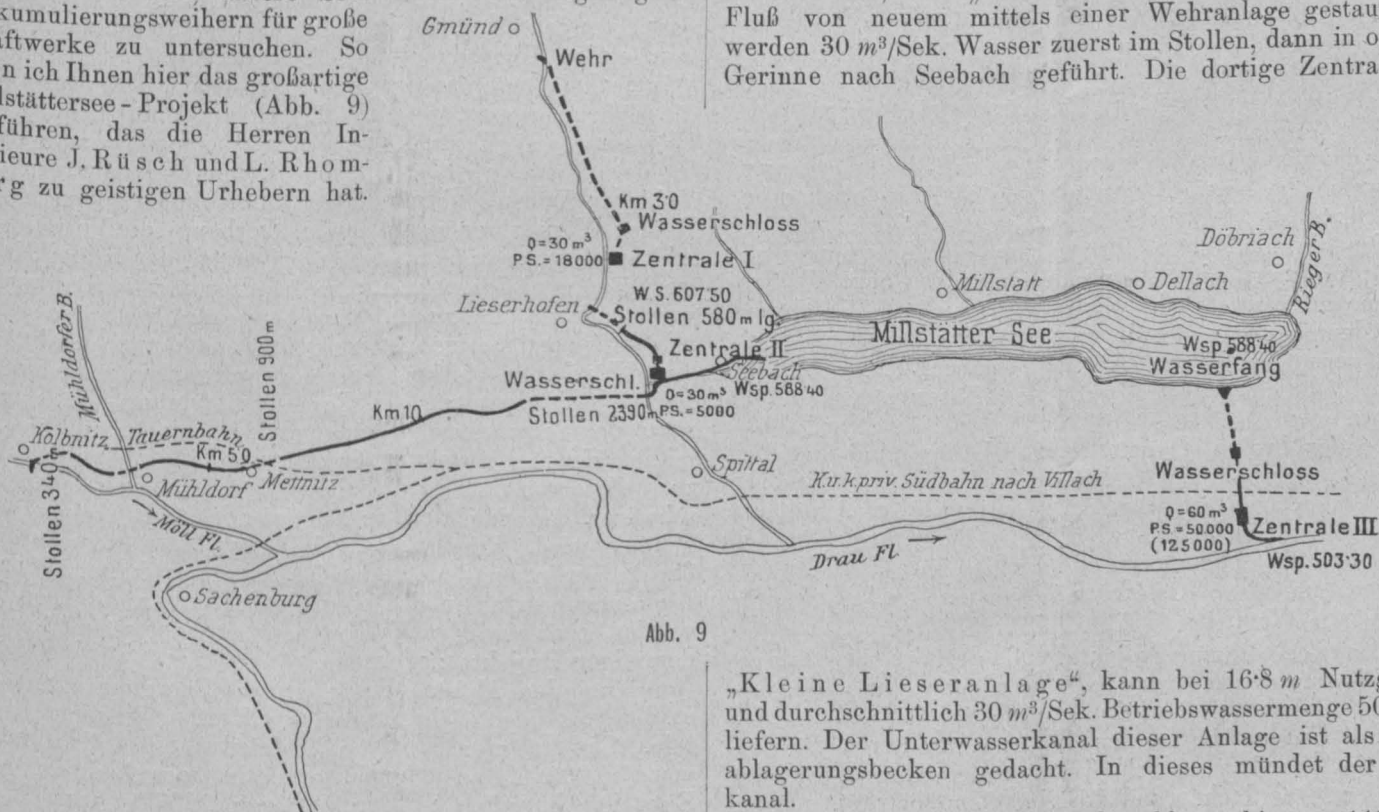 kumulierungsweihern für große
ftwerke zu untersuchen. So
n ich Ihnen hier das großartige
lstättersee-Projekt (Abb. 9)
führen, das die Herren In-
ieure J. Rüsch und L. Rhom-
g zu geistigen Urhebern hat.
Fluß von neuem mittels einer Wehranlage gestau
werden 30 m³/Sek. Wasser zuerst im Stollen, dann in o
Gerinne nach Seebach geführt. Die dortige Zentra
Gmünd
Wehr
Km 3·0
Wasserschloss
Q=30 m³
P.S.=18000
Zentrale I
W.S. 607·50
Lieserhofen
Stollen 580 m lg.
Zentrale II
Seebach
Wsp. 588·40
Wasserschl.
Q=30 m³
P.S.=5000
Stollen 2390 m
Millstatt
Dellach
Döbriach
Rieger B.
Millstätter See
Wsp. 588·40
Wasserfang
Mühldorfer B.
Stollen 900 m
Km 10
Kolbnitz
Tauernbahn
Km 5·0
Mühldorf
Mettnitz
Stollen 340 m
Möll Fl.
Spittal
K.u.k. priv. Südbahn nach Villach
Wasserschloss
Q=60 m³
P.S.=50.000
(125000)
Zentrale III
Wsp. 503·30
Drau Fl.
Sachenburg
Abb. 9
„Kleine Lieseranlage“, kann bei 16·8 m Nutz
und durchschnittlich 30 m³/Sek. Betriebswassermenge 50
liefern. Der Unterwasserkanal dieser Anlage ist als
ablagerungsbecken gedacht. In dieses mündet der
kanal.